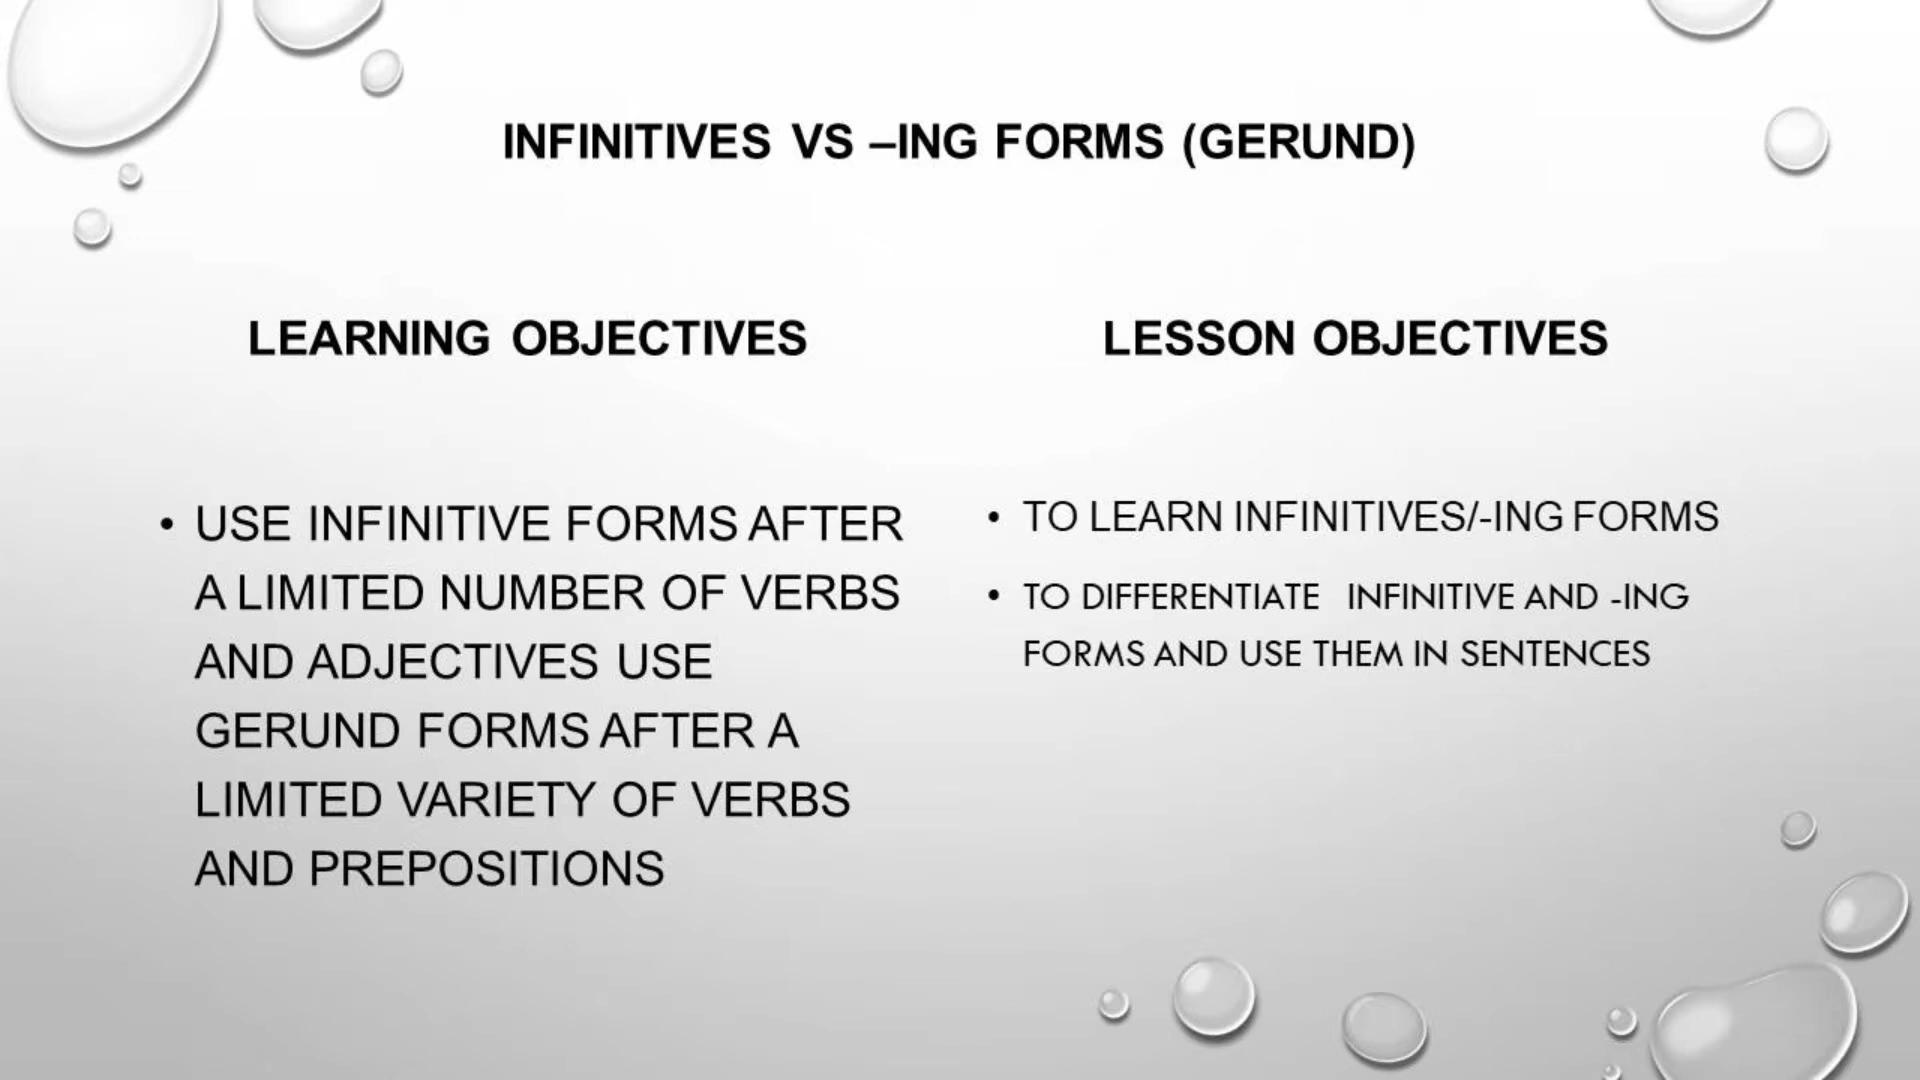 INFINITIVES VS –ING FORMS (GERUND)
LEARNING OBJECTIVES
• USE INFINITIVE FORMS AFTER
A LIMITED NUMBER OF VERBS
AND ADJECTIVES USE
GERUND FORMS AFTER A
LIMITED VARIETY OF VERBS
AND PREPOSITIONS
LESSON OBJECTIVES
• TO LEARN INFINITIVES/-ING FORMS
• TO DIFFERENTIATE INFINITIVE AND -ING
FORMS AND USE THEM IN SENTENCES